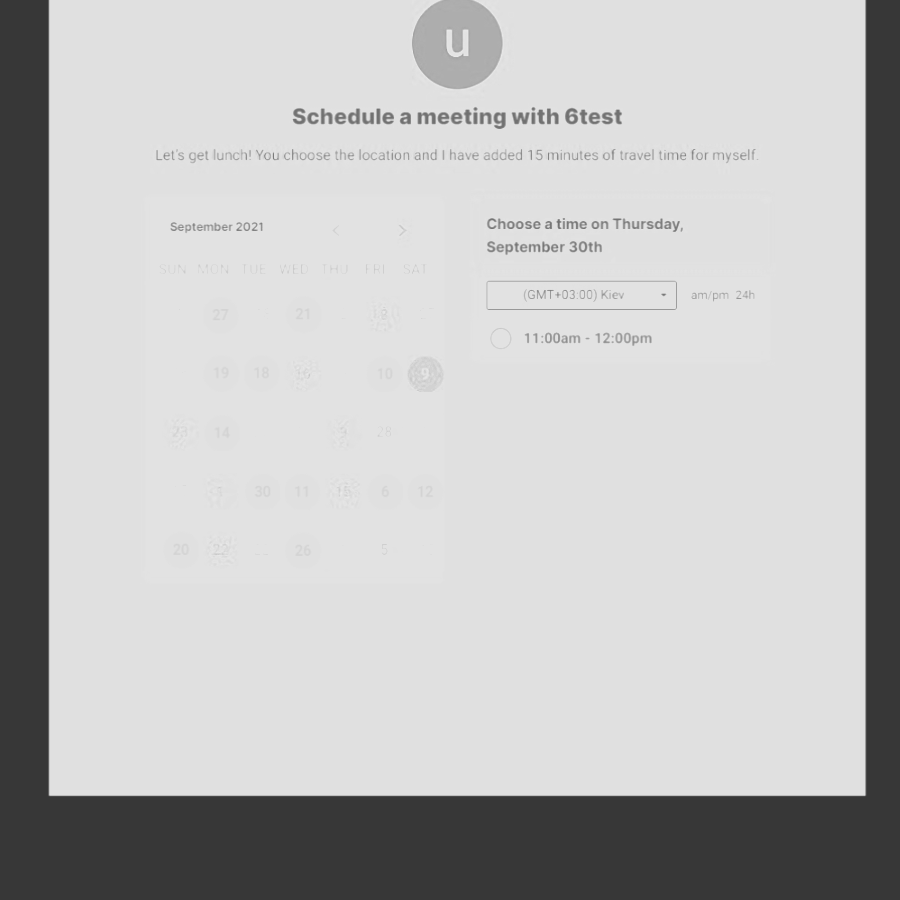 u
Schedule a meeting with 6test
Let's get lunch! You choose the location and I have added 15 minutes of travel time for myself.
September 2021 < >
SUN MON TUE WED THU FRI SAT
27 21
19 18 10 9
23 14 9 28
30 11 15 6 12
20 22 ... 26 5
Choose a time on Thursday,
September 30th
(GMT+03:00) Kiev am/pm 24h
11:00am - 12:00pm